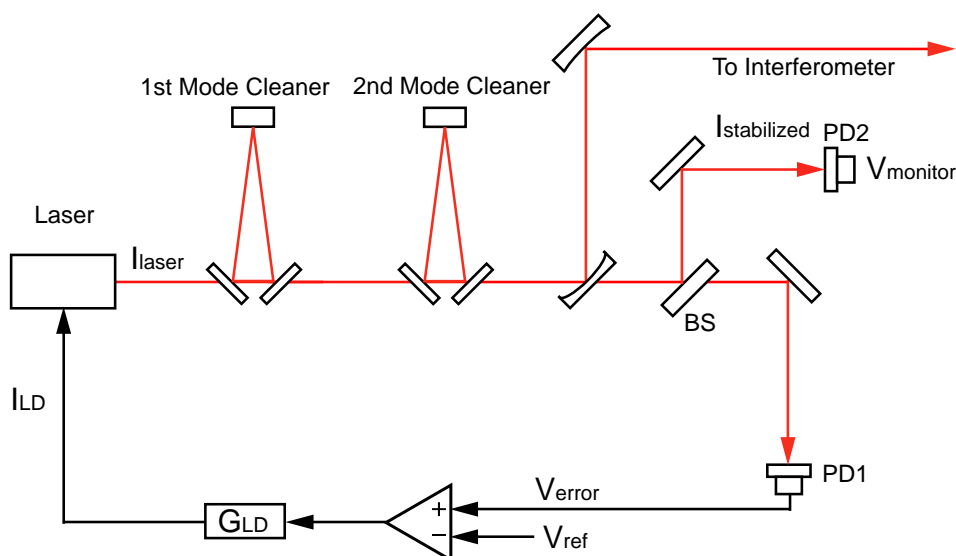 To Interferometer
1st Mode Cleaner
2nd Mode Cleaner
Istabilized
PD2
Vmonitor
Laser
Ilaser
BS
ILD
PD1
Verror
GLD
+
−
Vref